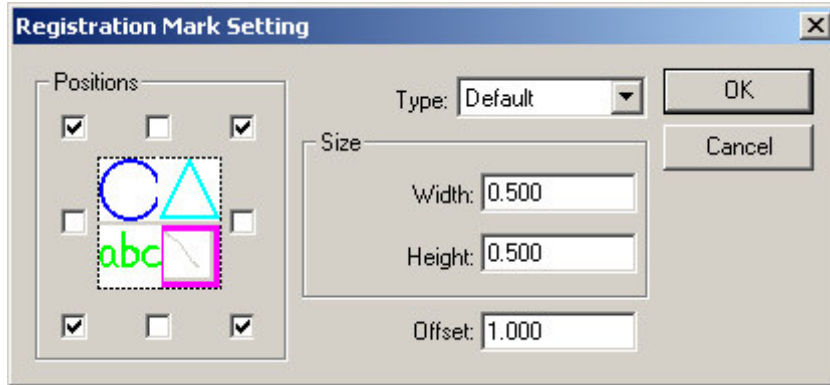 Registration Mark Setting
Positions
Type: Default
OK
Cancel
Size
Width: 0.500
Height: 0.500
abc
Offset: 1.000